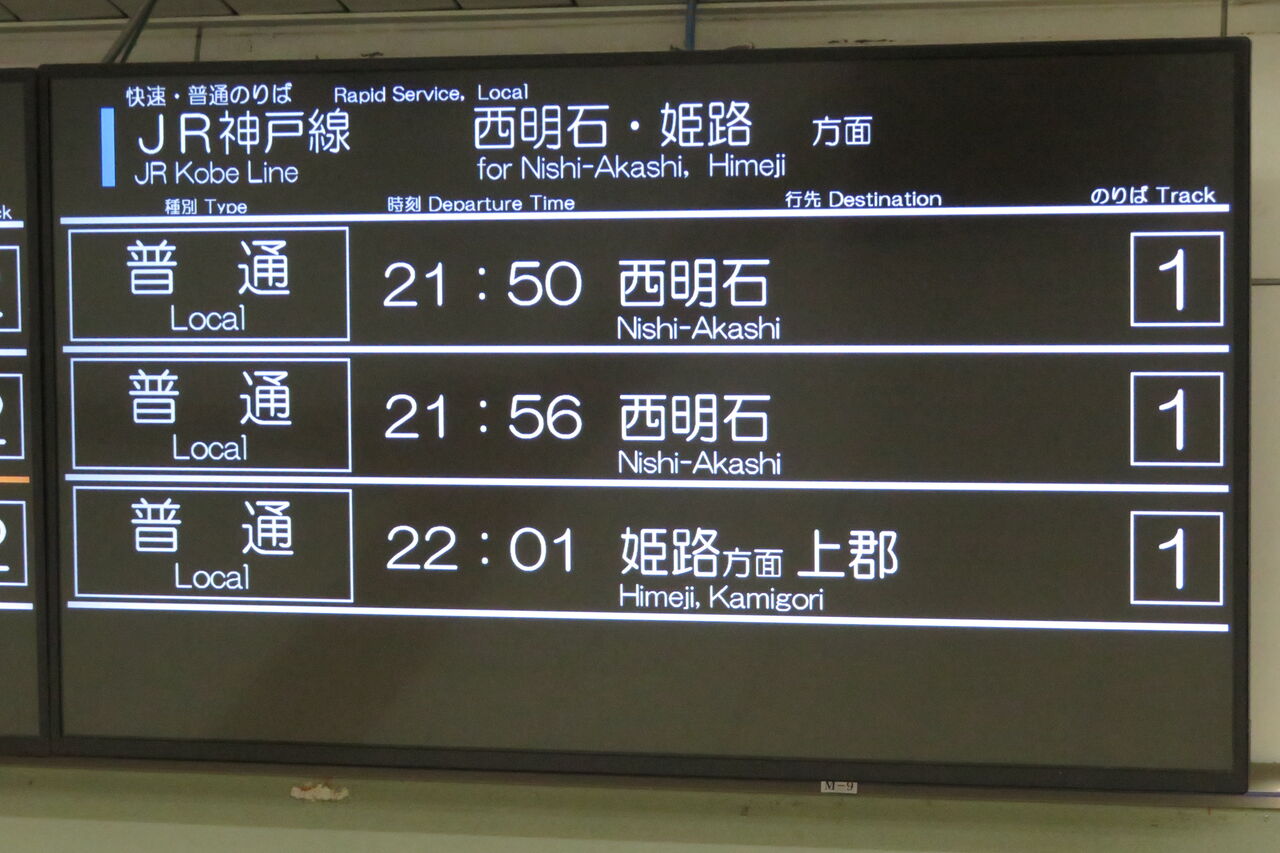 快速・普通のりば Rapid Service, Local
JR神戸線 西明石・姫路 方面
JR Kobe Line for Nishi-Akashi, Himeji
種別 Type 時刻 Departure Time 行先 Destination のりば Track
普通 21:50 西明石 1
Local Nishi-Akashi
普通 21:56 西明石 1
Local Nishi-Akashi
普通 22:01 姫路方面 上郡 1
Local Himeji, Kamigori
M-9